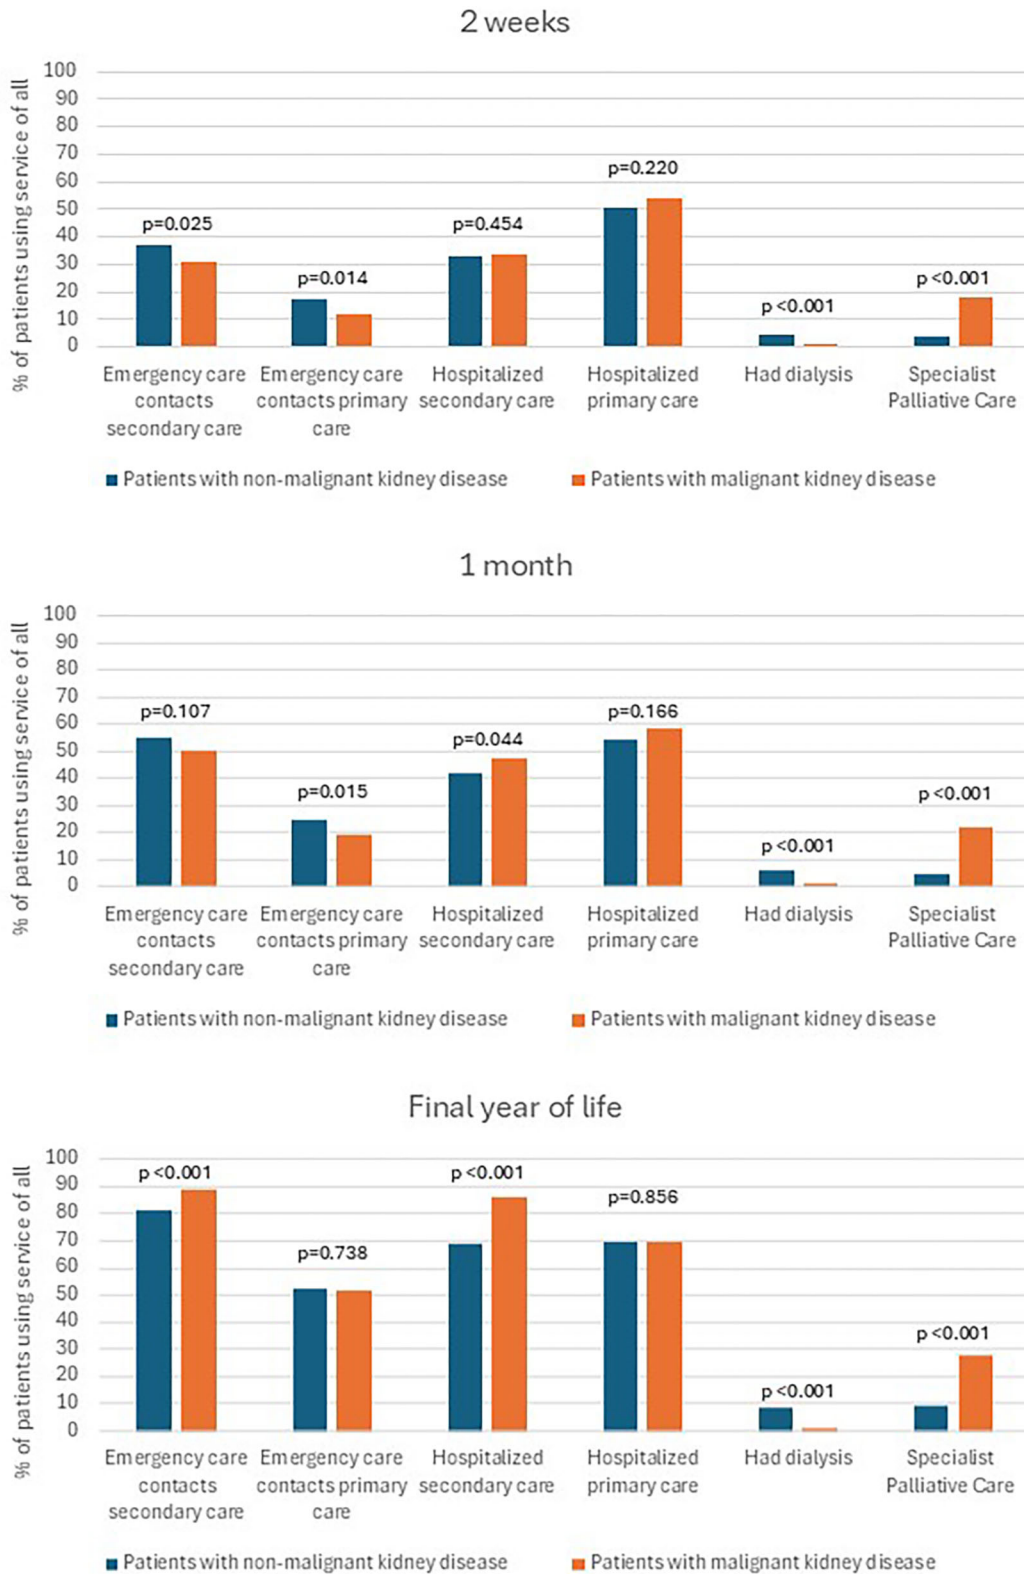 2 weeks
% of patients using service of all
100
90
80
70
60
50
40
30
20
10
0
p=0.025
p=0.014
p=0.454
p=0.220
p <0.001
p <0.001
Emergency care contacts secondary care
Emergency care contacts primary care
Hospitalized secondary care
Hospitalized primary care
Had dialysis
Specialist Palliative Care
Patients with non-malignant kidney disease
Patients with malignant kidney disease
1 month
% of patients using service of all
100
90
80
70
60
50
40
30
20
10
0
p=0.107
p=0.015
p=0.044
p=0.166
p <0.001
p <0.001
Emergency care contacts secondary care
Emergency care contacts primary care
Hospitalized secondary care
Hospitalized primary care
Had dialysis
Specialist Palliative Care
Patients with non-malignant kidney disease
Patients with malignant kidney disease
Final year of life
% of patients using service of all
100
90
80
70
60
50
40
30
20
10
0
p <0.001
p=0.738
p <0.001
p=0.856
p <0.001
p <0.001
Emergency care contacts secondary care
Emergency care contacts primary care
Hospitalized secondary care
Hospitalized primary care
Had dialysis
Specialist Palliative Care
Patients with non-malignant kidney disease
Patients with malignant kidney disease